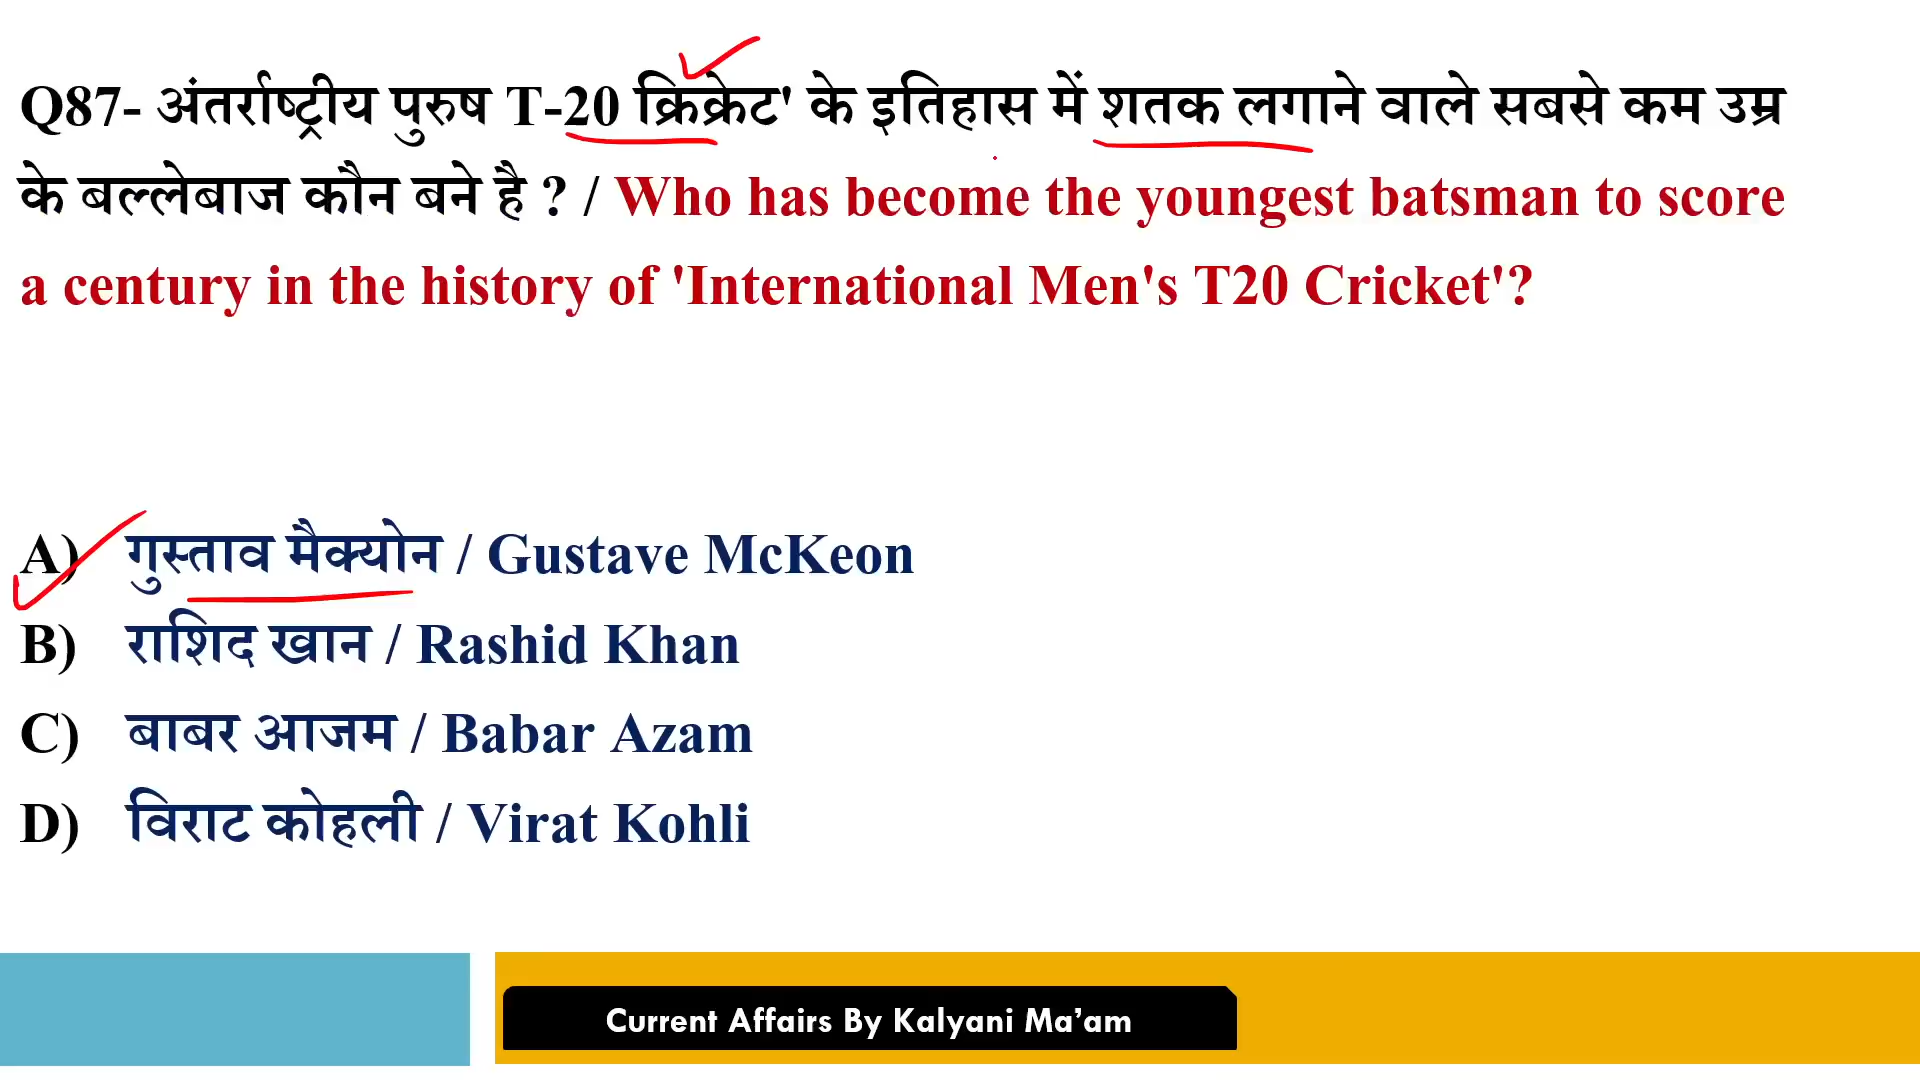 Q87- अंतर्राष्ट्रीय पुरुष T-20 क्रिक्रेट' के इतिहास में शतक लगाने वाले सबसे कम उम्र
के बल्लेबाज कौन बने है ? / Who has become the youngest batsman to score
a century in the history of 'International Men's T20 Cricket'?
A) गुस्ताव मैक्योन / Gustave McKeon
B) राशिद खान / Rashid Khan
C) बाबर आजम / Babar Azam
D) विराट कोहली / Virat Kohli
Current Affairs By Kalyani Ma’am